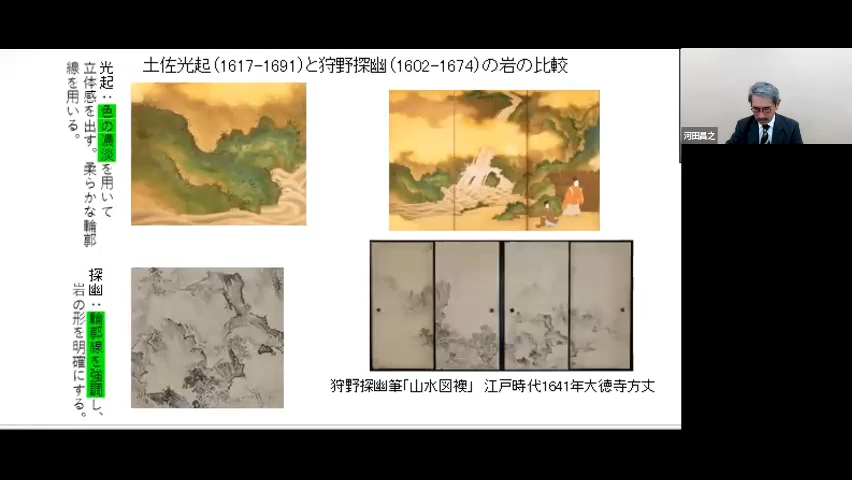 土佐光起（1617-1691）と狩野探幽（1602-1674）の岩の比較
光起：色の濃淡を用いて
立体感を出す。柔らかな輪郭
線を用いる。
探幽：輪郭線を強調し、
岩の形を明確にする。
狩野探幽筆「山水図襖」 江戸時代1641年大徳寺方丈
河田昌之